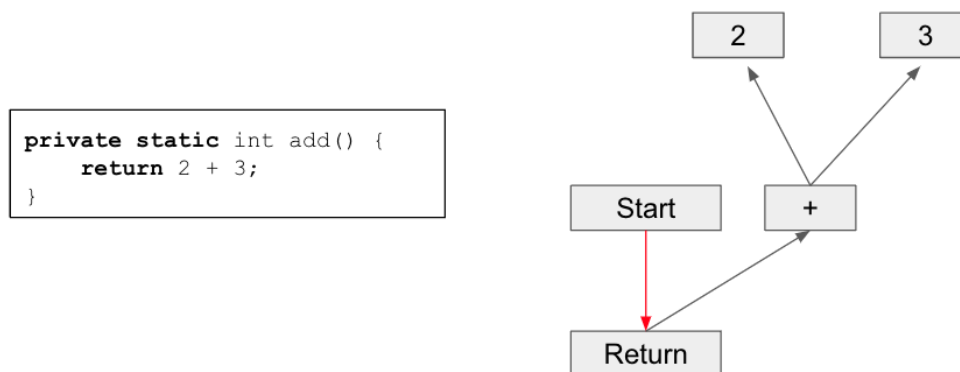 private static int add() {
    return 2 + 3;
}
2
3
Start
+
Return